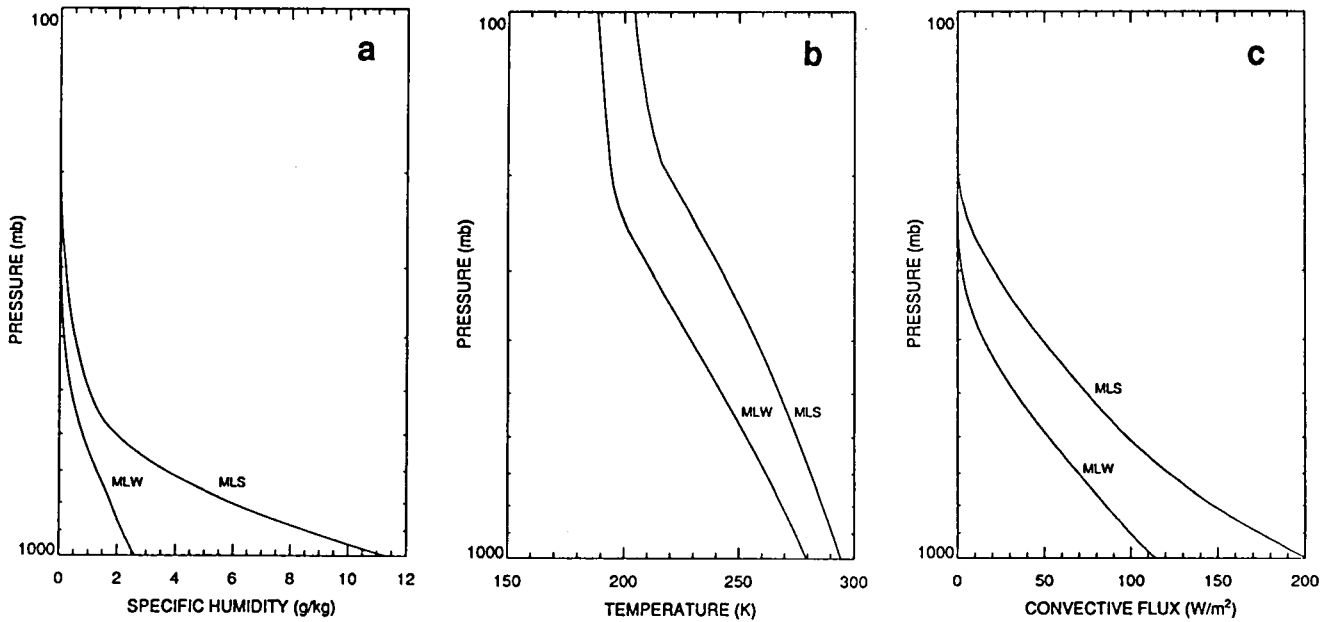 a
100
PRESSURE (mb)
MLW
MLS
1000
0 2 4 6 8 10 12
SPECIFIC HUMIDITY (g/kg)
b
100
PRESSURE (mb)
MLW
MLS
1000
150 200 250 300
TEMPERATURE (K)
c
100
PRESSURE (mb)
MLS
MLW
1000
0 50 100 150 200
CONVECTIVE FLUX (W/m²)